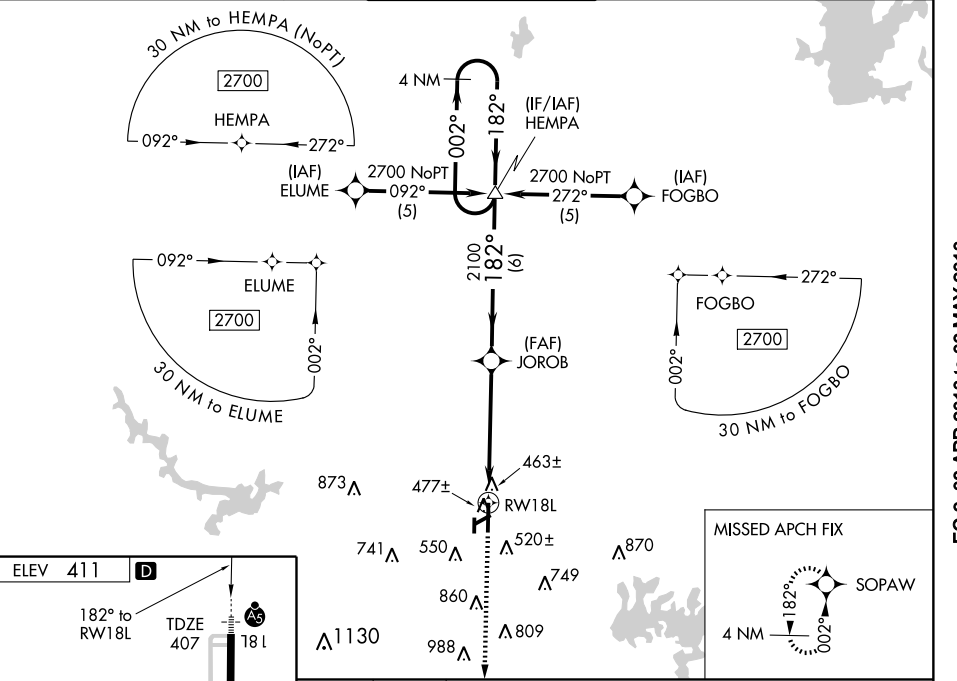 30 NM to HEMPA (NoPT)
2700
HEMPA
092°
272°
4 NM
002°
182°
(IF/IAF)
HEMPA
(IAF)
ELUME
2700 NoPT
092°
(5)
2700 NoPT
272°
(5)
(IAF)
FOGBO
2100
182°
(6)
092°
ELUME
2700
002°
30 NM to ELUME
272°
FOGBO
2700
002°
30 NM to FOGBO
(FAF)
JOROB
873
477±
463±
RW18L
741
550
520±
870
749
860
809
1130
988
MISSED APCH FIX
SOPAW
182°
4 NM
002°
ELEV 411
D
182° to
RW18L
TDZE
407
A5
18 L